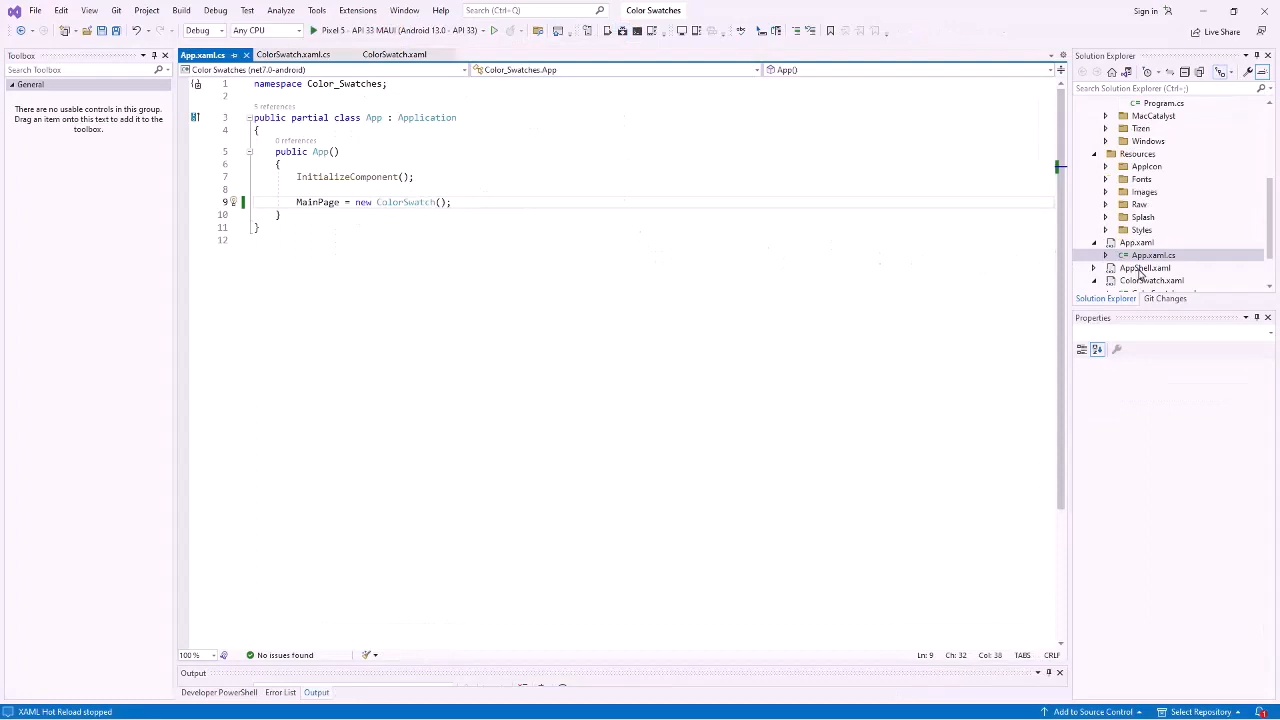 File Edit View Git Project Build Debug Test Analyze Tools Extensions Window Help Search (Ctrl+Q) Color Swatches Sign in
Debug Any CPU Pixel 5 - API 33 MAUI (Android 13.0 - API 33) Live Share
Toolbox
Search Toolbox
General
There are no usable controls in this group.
Drag an item onto this text to add it to the
toolbox.
App.xaml.cs ColorSwatch.xaml.cs ColorSwatch.xaml
Color Swatches (net7.0-android) Color_Swatches.App App()
1 namespace Color_Swatches;
2
5 references
3 public partial class App : Application
4 {
0 references
5 public App()
6 {
7 InitializeComponent();
8
9 MainPage = new ColorSwatch();
10 }
11 }
12
100 % No issues found Ln: 9 Ch: 32 Col: 38 TABS CRLF
Output
Developer PowerShell Error List Output
Solution Explorer
Search Solution Explorer (Ctrl+;)
C# Program.cs
MacCatalyst
Tizen
Windows
Resources
AppIcon
Fonts
Images
Raw
Splash
Styles
App.xaml
C# App.xaml.cs
AppShell.xaml
ColorSwatch.xaml
Solution Explorer Git Changes
Properties
XAML Hot Reload stopped Add to Source Control Select Repository 1